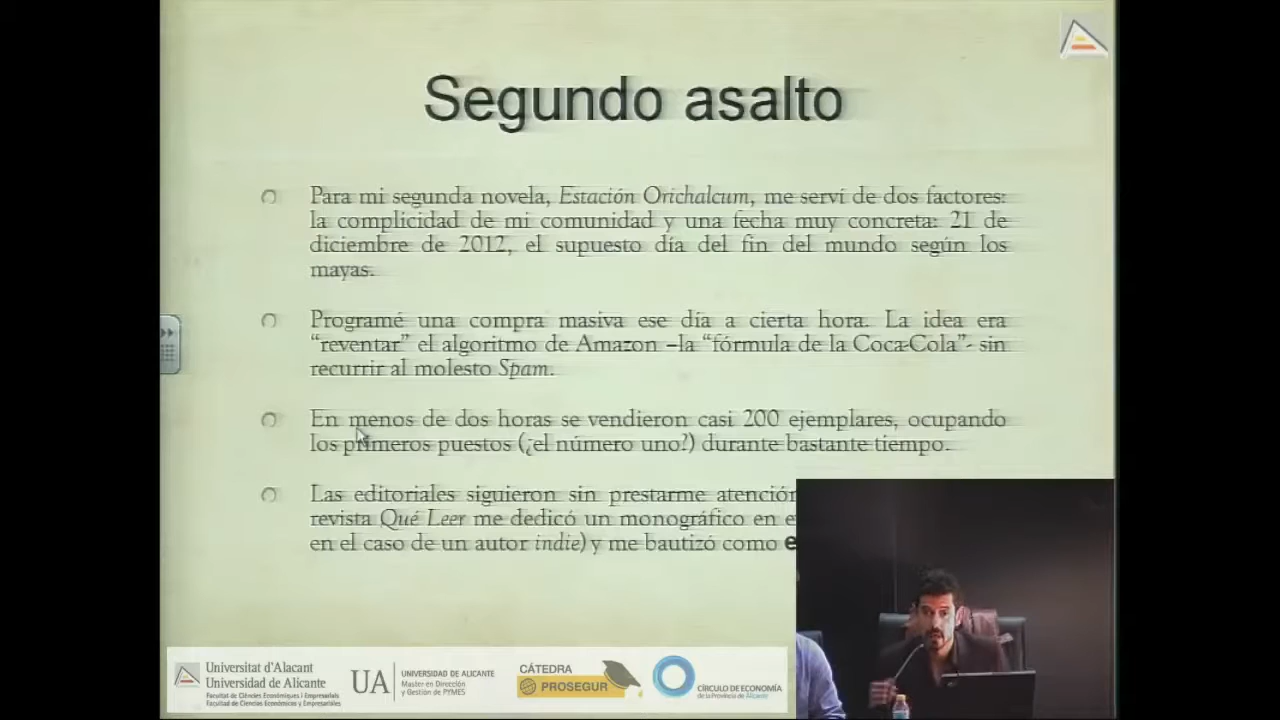 Segundo asalto
Para mi segunda novela, Estación Orichalcum, me serví de dos factores:
la complicidad de mi comunidad y una fecha muy concreta: 21 de
diciembre de 2012, el supuesto día del fin del mundo según los
mayas.
Programé una compra masiva ese día a cierta hora. La idea era
“reventar” el algoritmo de Amazon –la “fórmula de la Coca-Cola”- sin
recurrir al molesto Spam.
En menos de dos horas se vendieron casi 200 ejemplares, ocupando
los primeros puestos (¿el número uno?) durante bastante tiempo.
Las editoriales siguieron sin prestarme atención
revista Qué Leer me dedicó un monográfico en
en el caso de un autor indie) y me bautizó como
Universitat d'Alacant
Universidad de Alicante
Facultat de Ciències Econòmiques i Empresarials
Facultad de Ciencias Económicas y Empresariales
UA
UNIVERSIDAD DE ALICANTE
Master en Dirección
y Gestión de PYMES
CÁTEDRA
PROSEGUR
CÍRCULO DE ECONOMÍA
de la Provincia de Alicante